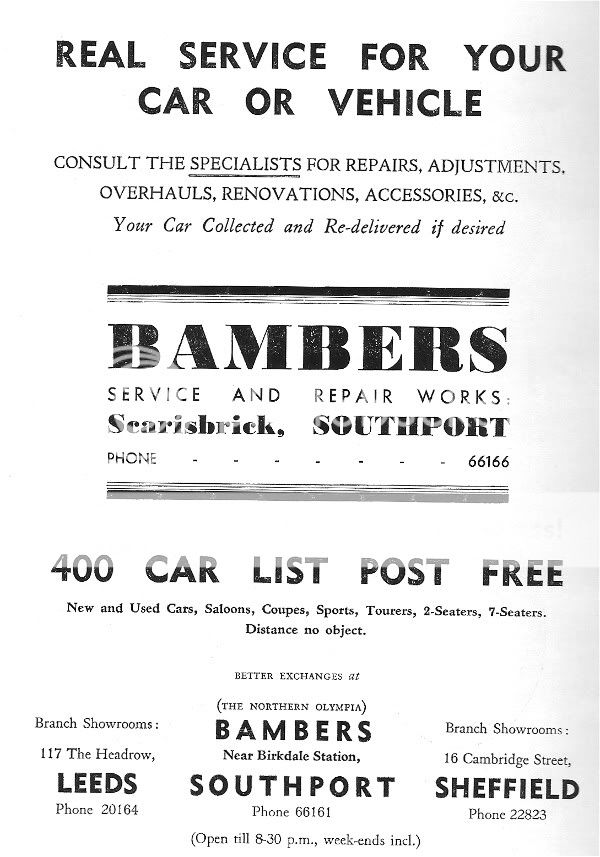 REAL SERVICE FOR YOUR
CAR OR VEHICLE
CONSULT THE SPECIALISTS FOR REPAIRS, ADJUSTMENTS,
OVERHAULS, RENOVATIONS, ACCESSORIES, &c.
Your Car Collected and Re-delivered if desired
BAMBERS
SERVICE AND REPAIR WORKS:
Scarisbrick, SOUTHPORT
PHONE - - - - - - - 66166
400 CAR LIST POST FREE
New and Used Cars, Saloons, Coupes, Sports, Tourers, 2-Seaters, 7-Seaters.
Distance no object.
BETTER EXCHANGES at
(THE NORTHERN OLYMPIA)
BAMBERS
Near Birkdale Station,
SOUTHPORT
Phone 66161
(Open till 8-30 p.m., week-ends incl.)
Branch Showrooms:
117 The Headrow,
LEEDS
Phone 20164
Branch Showrooms:
16 Cambridge Street,
SHEFFIELD
Phone 22823